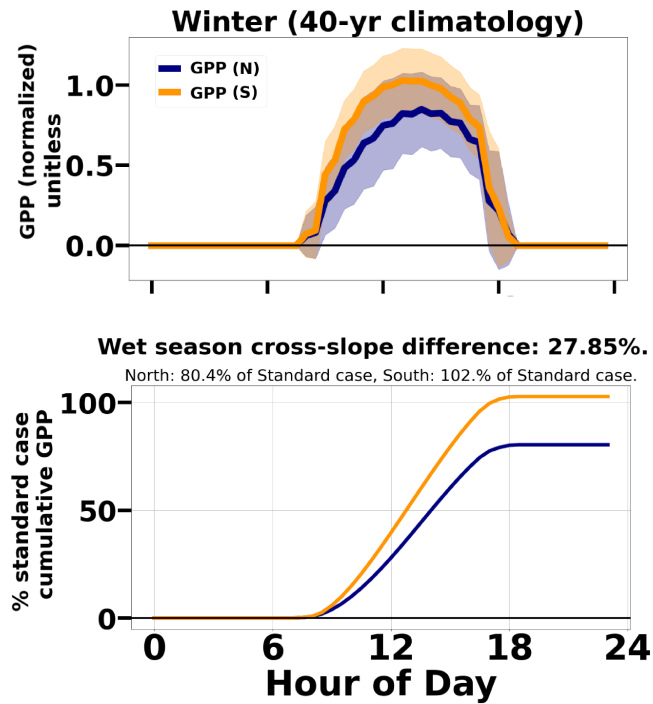 Winter (40-yr climatology)
GPP (normalized)
unitless
1.0
0.5
0.0
GPP (N)
GPP (S)
Wet season cross-slope difference: 27.85%.
North: 80.4% of Standard case, South: 102.% of Standard case.
% standard case
cumulative GPP
100
50
0
0 6 12 18 24
Hour of Day